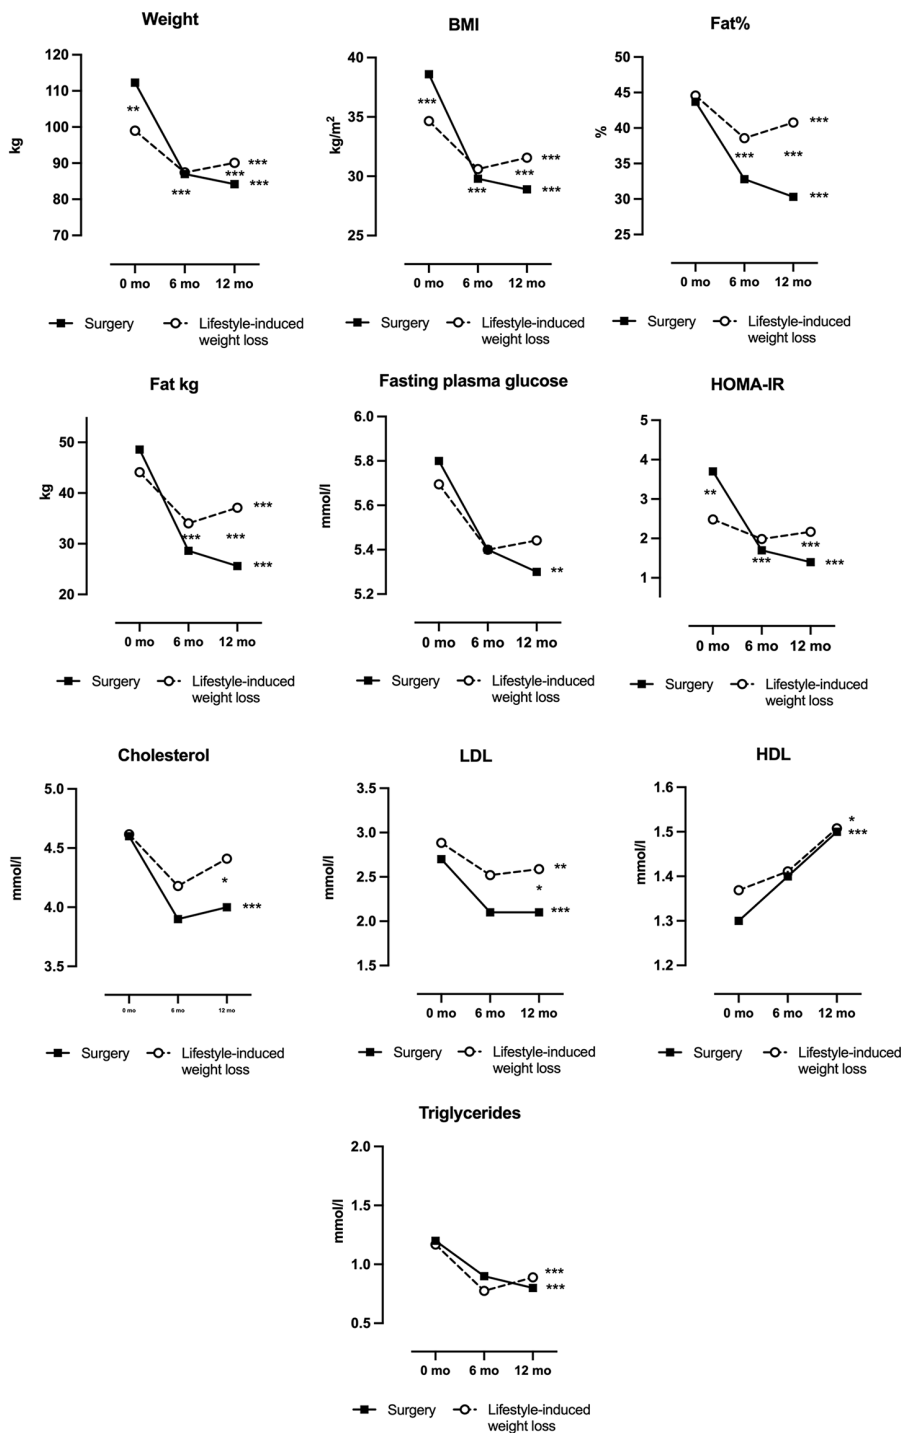 Weight
BMI
Fat%
120
110
100
90
80
70
kg
**
***
***
***
***
0 mo
6 mo
12 mo
Surgery
Lifestyle-induced
weight loss
40
35
30
25
kg/m2
***
***
***
***
***
0 mo
6 mo
12 mo
Surgery
Lifestyle-induced
weight loss
50
45
40
35
30
25
%
***
***
***
***
0 mo
6 mo
12 mo
Surgery
Lifestyle-induced
weight loss
Fat kg
Fasting plasma glucose
HOMA-IR
50
40
30
20
kg
***
***
***
***
0 mo
6 mo
12 mo
Surgery
Lifestyle-induced
weight loss
6.0
5.8
5.6
5.4
5.2
mmol/l
**
0 mo
6 mo
12 mo
Surgery
Lifestyle-induced
weight loss
5
4
3
2
1
**
***
***
***
0 mo
6 mo
12 mo
Surgery
Lifestyle-induced
weight loss
Cholesterol
LDL
HDL
5.0
4.5
4.0
3.5
mmol/l
*
***
0 mo
6 mo
12 mo
Surgery
Lifestyle-induced
weight loss
3.5
3.0
2.5
2.0
1.5
mmol/l
**
*
***
0 mo
6 mo
12 mo
Surgery
Lifestyle-induced
weight loss
1.6
1.5
1.4
1.3
1.2
mmol/l
*
***
0 mo
6 mo
12 mo
Surgery
Lifestyle-induced
weight loss
Triglycerides
2.0
1.5
1.0
0.5
mmol/l
***
***
0 mo
6 mo
12 mo
Surgery
Lifestyle-induced
weight loss